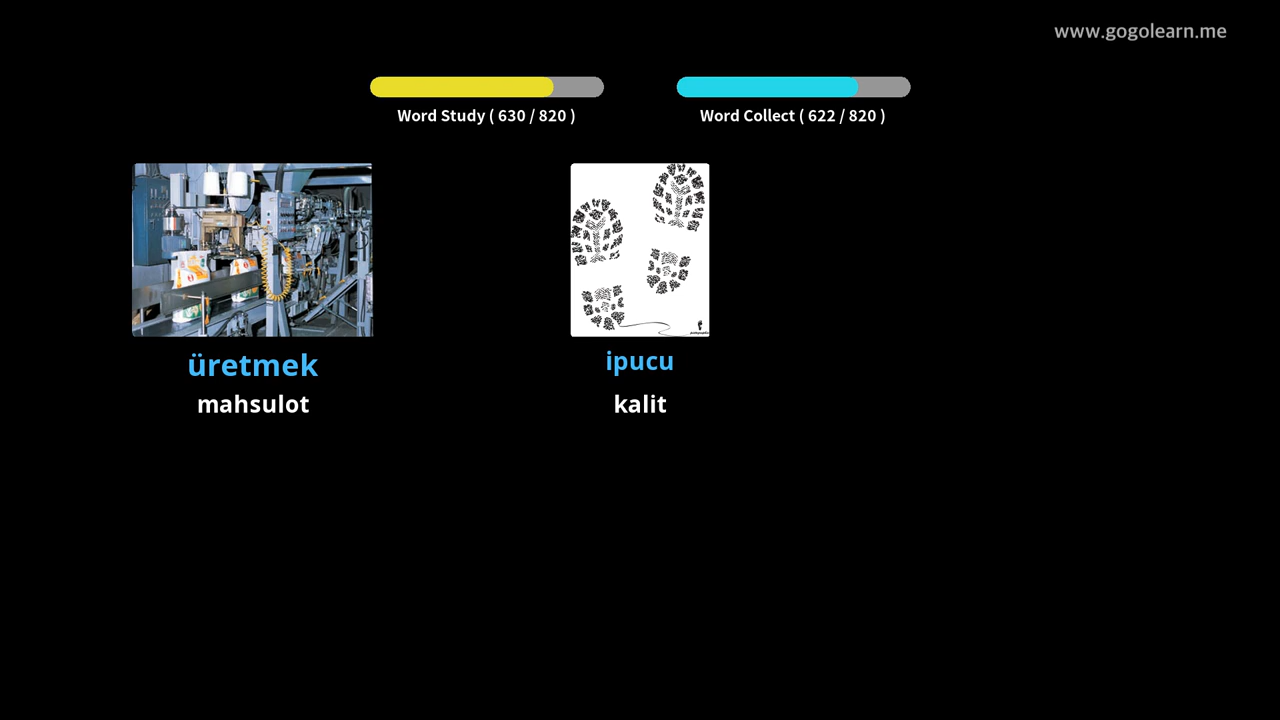 www.gogolearn.me
Word Study ( 630 / 820 )
Word Collect ( 622 / 820 )
üretmek
ipucu
mahsulot
kalit